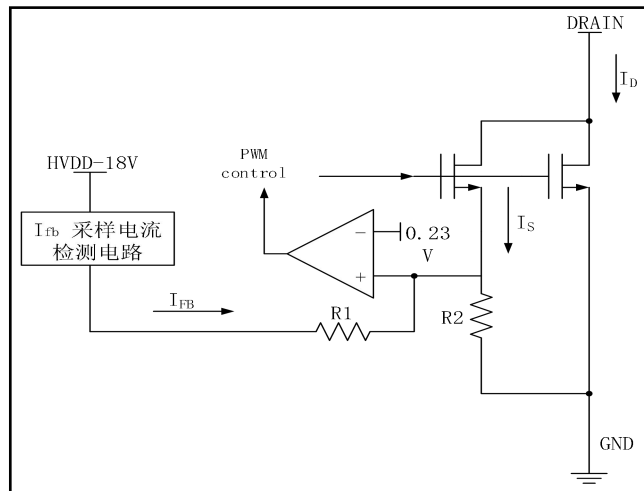 DRAIN
I_D
HVDD-18V
PWM
control
I_fb 采样电流
检测电路
I_S
0.23
V
I_FB
R1
R2
GND